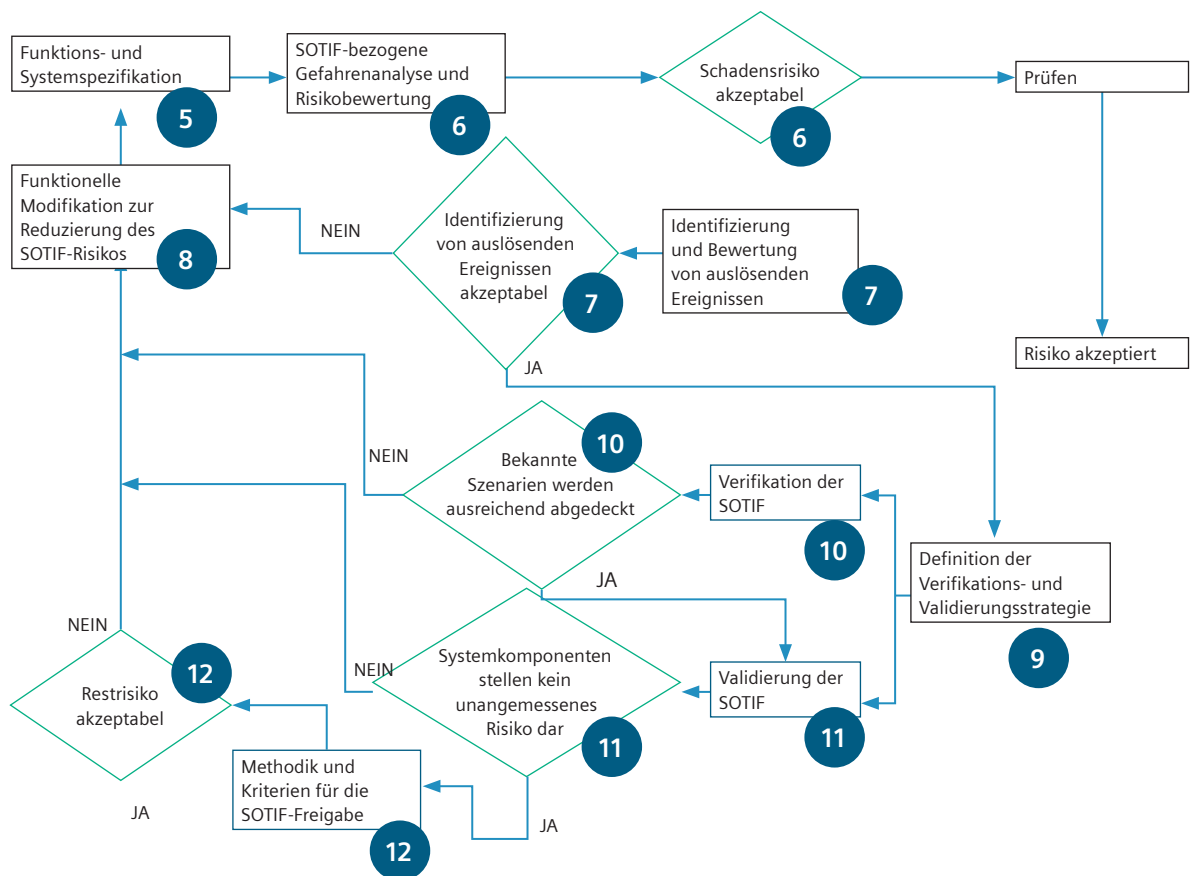 Funktions- und
Systemspezifikation
5
SOTIF-bezogene
Gefahrenanalyse und
Risikobewertung
6
Schadensrisiko
akzeptabel
6
Prüfen
Funktionelle
Modifikation zur
Reduzierung des
SOTIF-Risikos
8
NEIN
Identifizierung
von auslösenden
Ereignissen
akzeptabel
7
Identifizierung
und Bewertung
von auslösenden
Ereignissen
7
Risiko akzeptiert
JA
NEIN
10
Bekannte
Szenarien werden
ausreichend abgedeckt
Verifikation der
SOTIF
10
Definition der
Verifikations- und
Validierungsstrategie
9
JA
NEIN
12
Restrisiko
akzeptabel
NEIN
Systemkomponenten
stellen kein
unangemessenes
Risiko dar
11
Validierung der
SOTIF
11
Methodik und
Kriterien für die
SOTIF-Freigabe
12
JA
JA